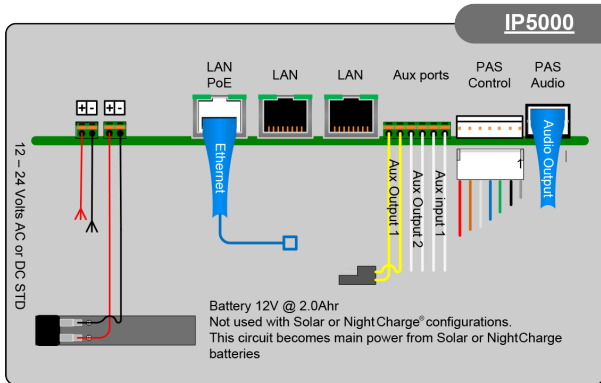 IP5000
LAN
PoE
LAN
LAN
Aux ports
PAS
Control
PAS
Audio
+ - + -
12 – 24 Volts AC or DC STD
Ethernet
Aux Output 1
Aux Output 2
Aux input 1
1
Audio Output
Battery 12V @ 2.0Ahr
Not used with Solar or NightCharge® configurations.
This circuit becomes main power from Solar or NightCharge
batteries